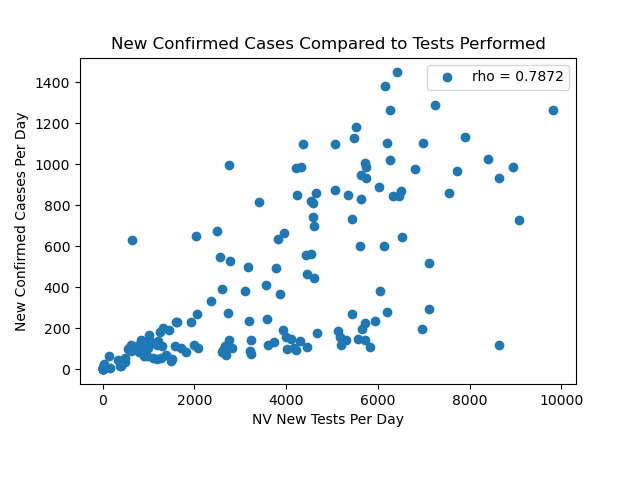 New Confirmed Cases Compared to Tests Performed
rho = 0.7872
New Confirmed Caeses Per Day
1400
1200
1000
800
600
400
200
0
0 2000 4000 6000 8000 10000
NV New Tests Per Day